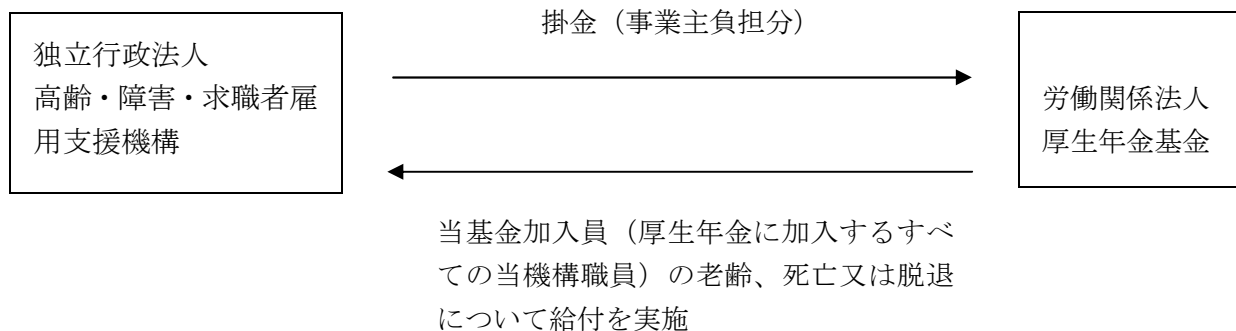 掛金（事業主負担分）
独立行政法人
高齢・障害・求職者雇
用支援機構
労働関係法人
厚生年金基金
当基金加入員（厚生年金に加入するすべ
ての当機構職員）の老齢、死亡又は脱退
について給付を実施